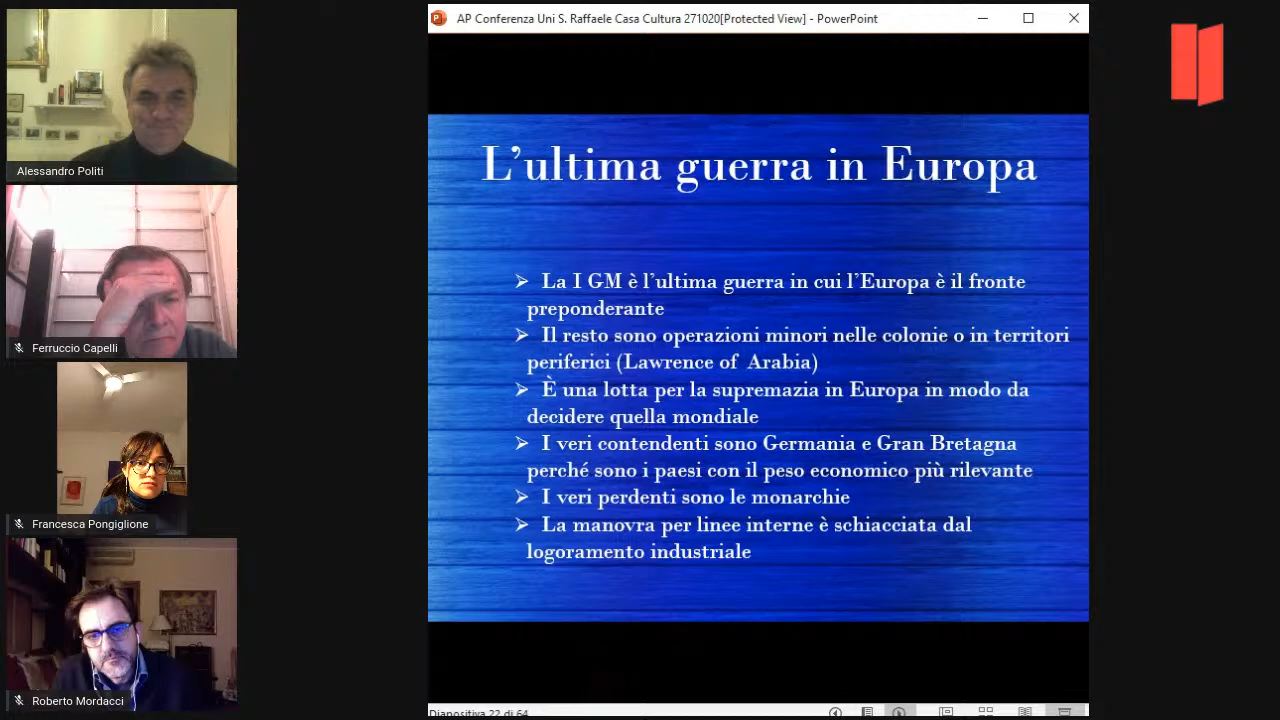 AP Conferenza Uni S. Raffaele Casa Cultura 271020[Protected View] - PowerPoint
Alessandro Politi
Ferruccio Capelli
Francesca Pongiglione
Roberto Mordacci
L’ultima guerra in Europa
➢ La I GM è l’ultima guerra in cui l’Europa è il fronte
preponderante
➢ Il resto sono operazioni minori nelle colonie o in territori
periferici (Lawrence of Arabia)
➢ È una lotta per la supremazia in Europa in modo da
decidere quella mondiale
➢ I veri contendenti sono Germania e Gran Bretagna
perché sono i paesi con il peso economico più rilevante
➢ I veri perdenti sono le monarchie
➢ La manovra per linee interne è schiacciata dal
logoramento industriale
Diapositiva 22 di 64